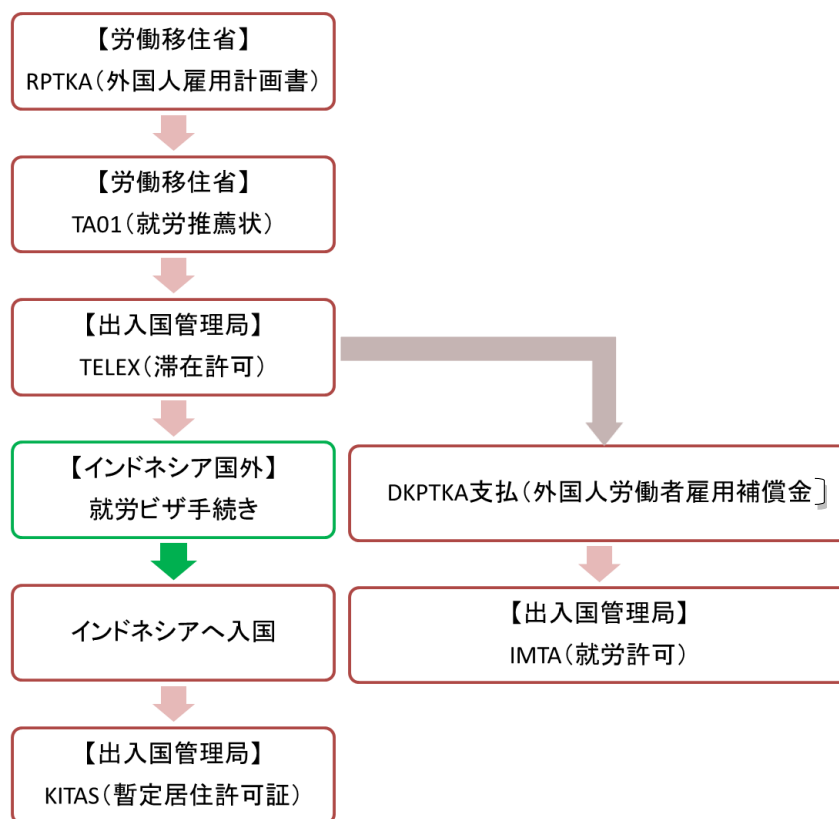 【労働移住省】
RPTKA（外国人雇用計画書）
【労働移住省】
TA01（就労推薦状）
【出入国管理局】
TELEX（滞在許可）
【インドネシア国外】
就労ビザ手続き
インドネシアへ入国
【出入国管理局】
KITAS（暫定居住許可証）
DKPTKA支払（外国人労働者雇用補償金］
【出入国管理局】
IMTA（就労許可）